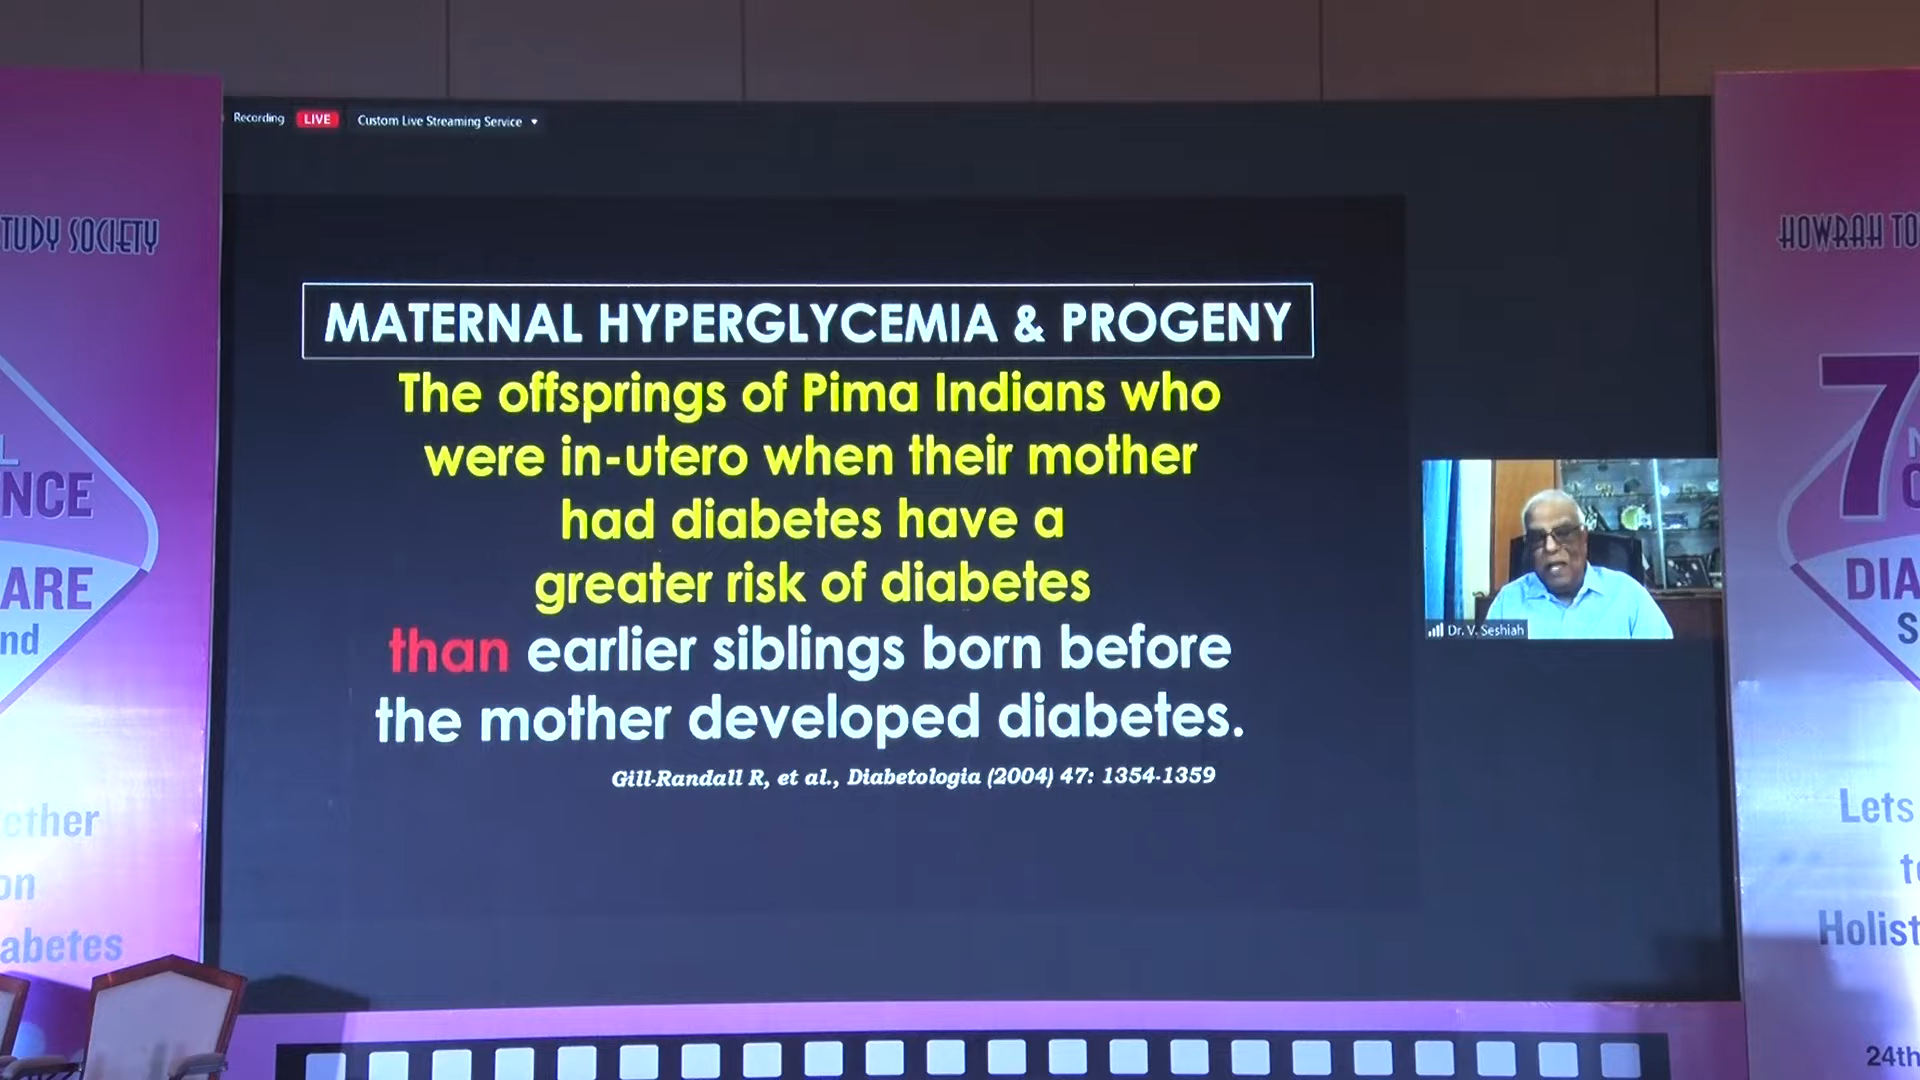 Recording LIVE Custom Live Streaming Service
TUDY SOCIETY
NCE
ARE
nd
ether
on
abetes
MATERNAL HYPERGLYCEMIA & PROGENY
The offsprings of Pima Indians who
were in-utero when their mother
had diabetes have a
greater risk of diabetes
than earlier siblings born before
the mother developed diabetes.
Gill-Randall R, et al., Diabetologia (2004) 47: 1354-1359
Dr. V. Seshiah
HOWRAH TO
7
DIA
S
Lets
Holist
24th